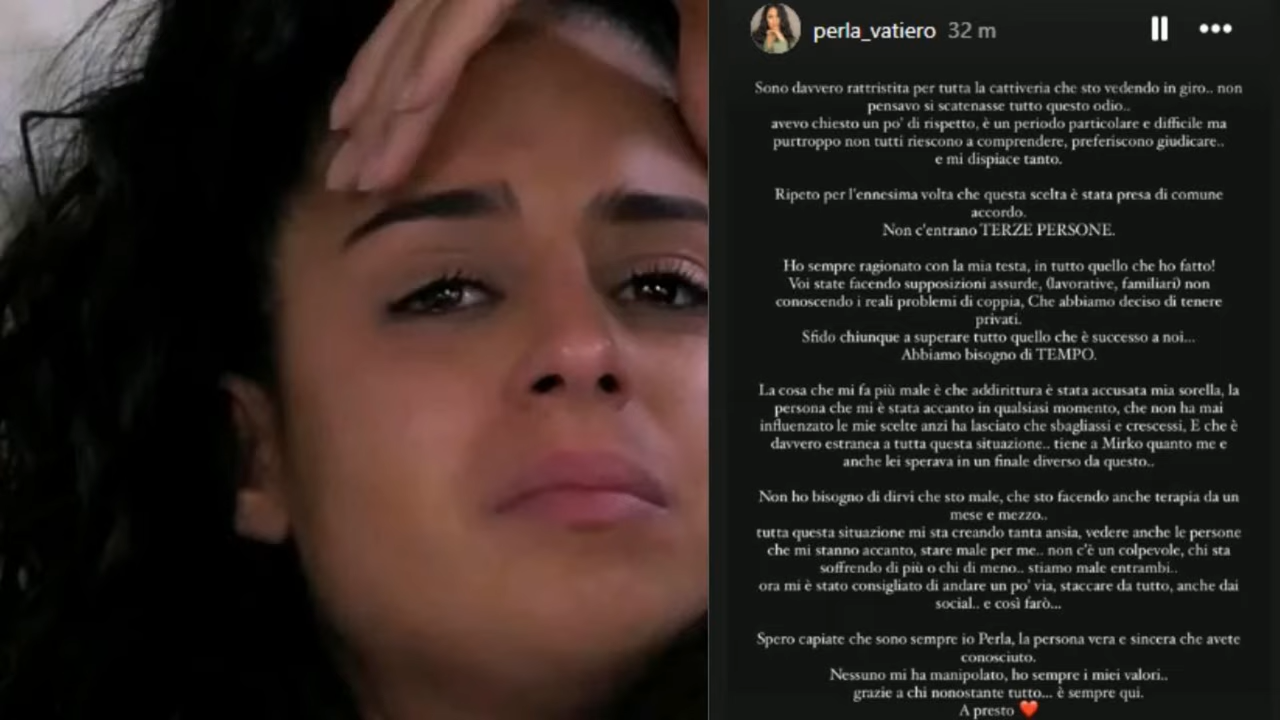 perla_vatiero 32 m
Sono davvero rattristita per tutta la cattiveria che sto vedendo in giro.. non
pensavo si scatenasse tutto questo odio..
avevo chiesto un po' di rispetto, è un periodo particolare e difficile ma
purtroppo non tutti riescono a comprendere, preferiscono giudicare..
e mi dispiace tanto.
Ripeto per l'ennesima volta che questa scelta è stata presa di comune
accordo.
Non c'entrano TERZE PERSONE.
Ho sempre ragionato con la mia testa, in tutto quello che ho fatto!
Voi state facendo supposizioni assurde, (lavorative, familiari) non
conoscendo i reali problemi di coppia, Che abbiamo deciso di tenere
privati.
Sfido chiunque a superare tutto quello che è successo a noi...
Abbiamo bisogno di TEMPO.
La cosa che mi fa più male è che addirittura è stata accusata mia sorella, la
persona che mi è stata accanto in qualsiasi momento, che non ha mai
influenzato le mie scelte anzi ha lasciato che sbagliassi e crescessi, E che è
davvero estranea a tutta questa situazione.. tiene a Mirko quanto me e
anche lei sperava in un finale diverso da questo..
Non ho bisogno di dirvi che sto male, che sto facendo anche terapia da un
mese e mezzo..
tutta questa situazione mi sta creando tanta ansia, vedere anche le persone
che mi stanno accanto, stare male per me.. non c'è un colpevole, chi sta
soffrendo di più o chi di meno.. stiamo male entrambi..
ora mi è stato consigliato di andare un po' via, staccare da tutto, anche dai
social.. e così farò...
Spero capiate che sono sempre io Perla, la persona vera e sincera che avete
conosciuto.
Nessuno mi ha manipolato, ho sempre i miei valori..
grazie a chi nonostante tutto... è sempre qui.
A presto ❤️